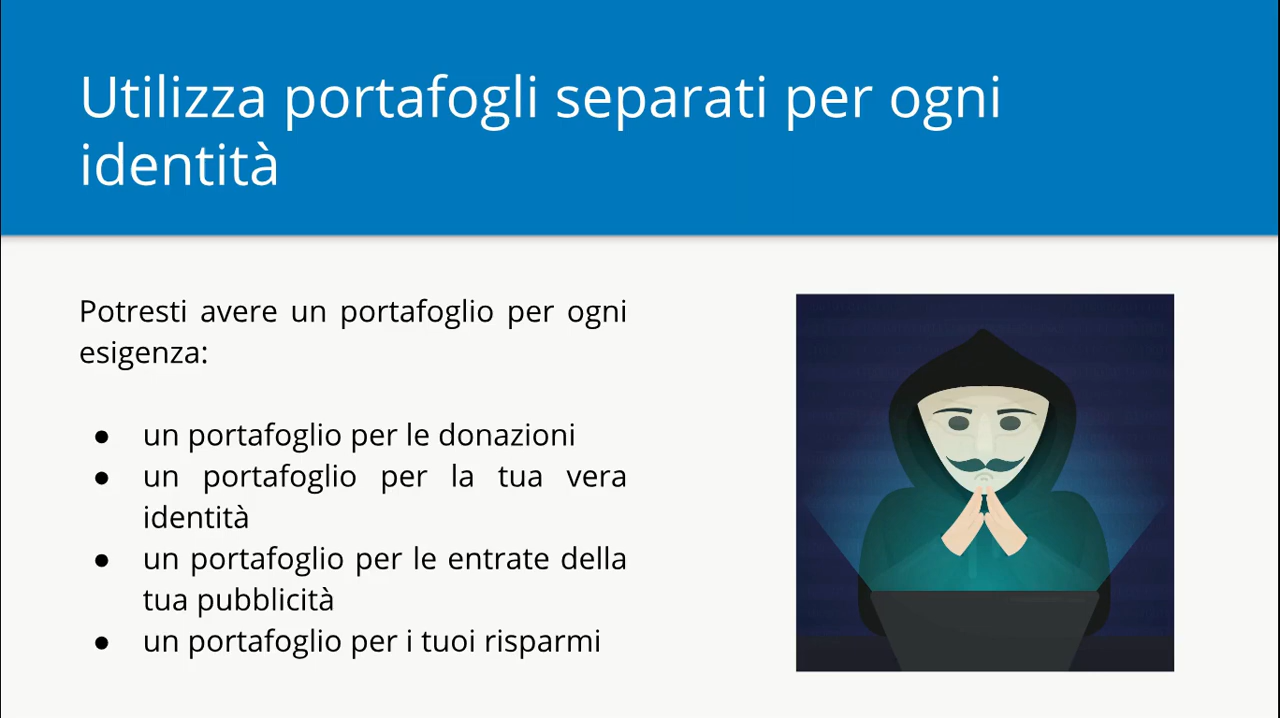 Utilizza portafogli separati per ogni
identità
Potresti avere un portafoglio per ogni
esigenza:
● un portafoglio per le donazioni
● un portafoglio per la tua vera
identità
● un portafoglio per le entrate della
tua pubblicità
● un portafoglio per i tuoi risparmi